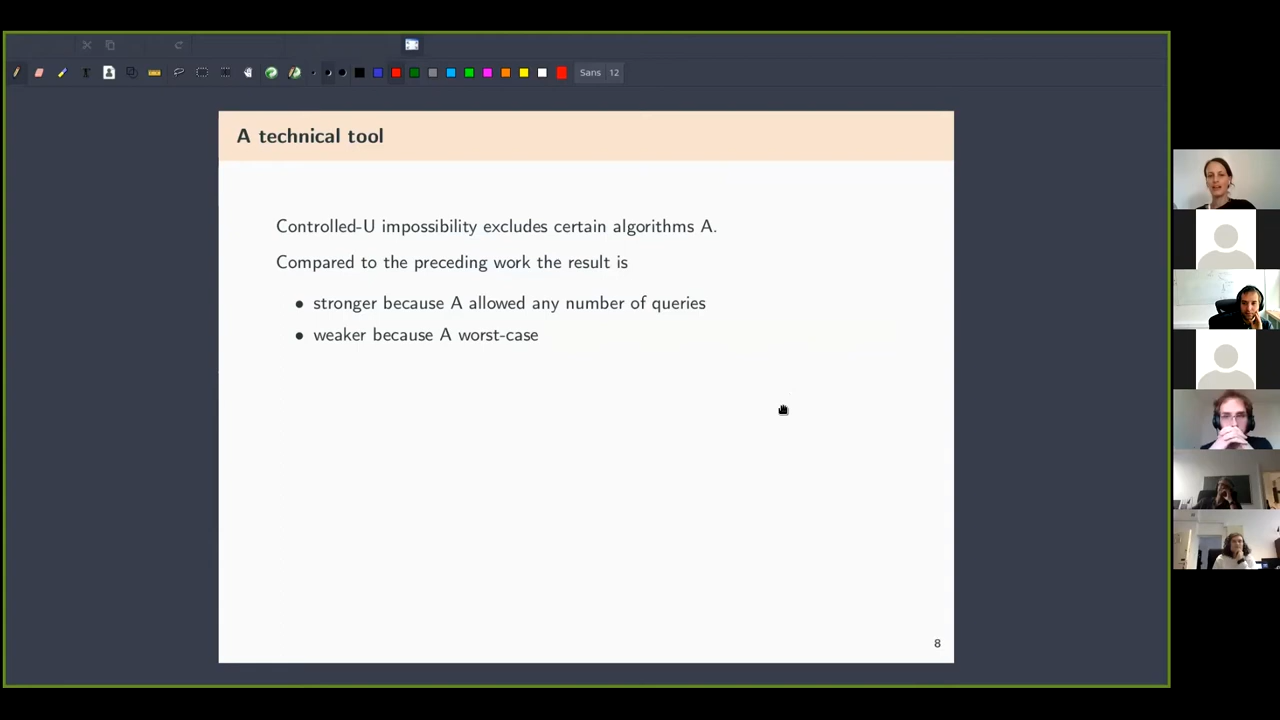 Sans 12
A technical tool
Controlled-U impossibility excludes certain algorithms A.
Compared to the preceding work the result is
• stronger because A allowed any number of queries
• weaker because A worst-case
8